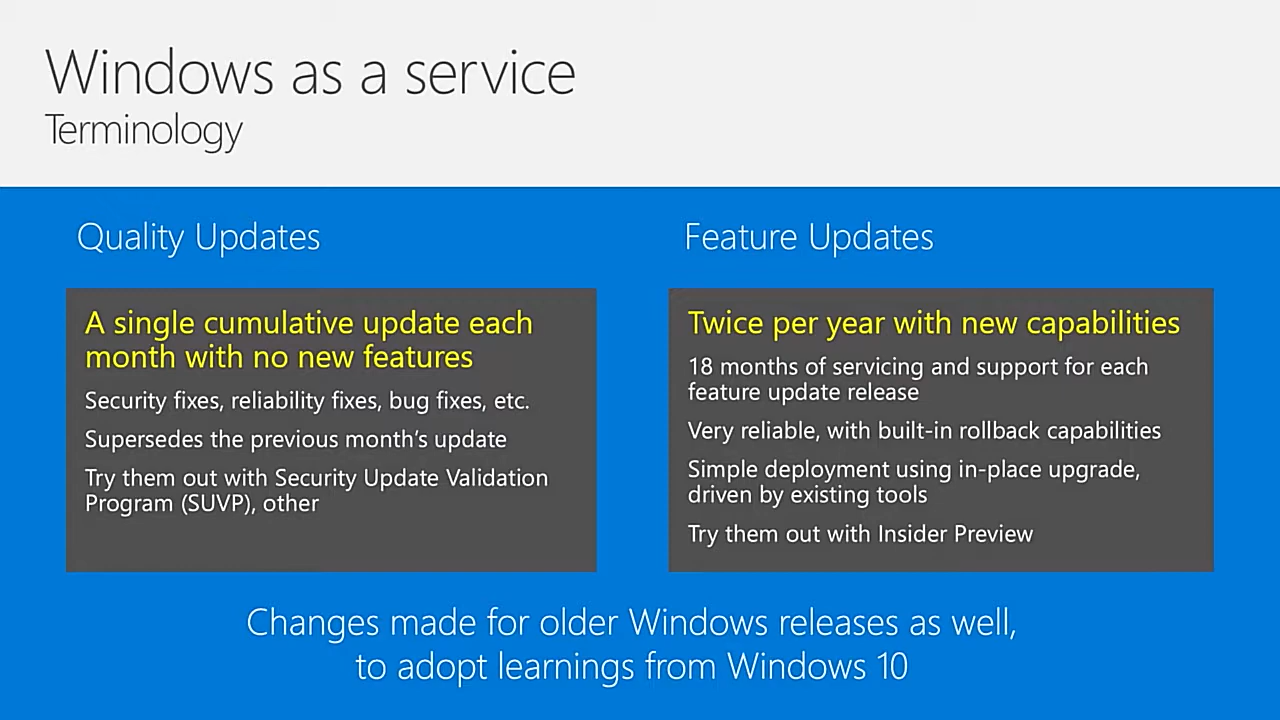 Windows as a service
Terminology
Quality Updates
A single cumulative update each
month with no new features
Security fixes, reliability fixes, bug fixes, etc.
Supersedes the previous month's update
Try them out with Security Update Validation
Program (SUVP), other
Feature Updates
Twice per year with new capabilities
18 months of servicing and support for each
feature update release
Very reliable, with built-in rollback capabilities
Simple deployment using in-place upgrade,
driven by existing tools
Try them out with Insider Preview
Changes made for older Windows releases as well,
to adopt learnings from Windows 10